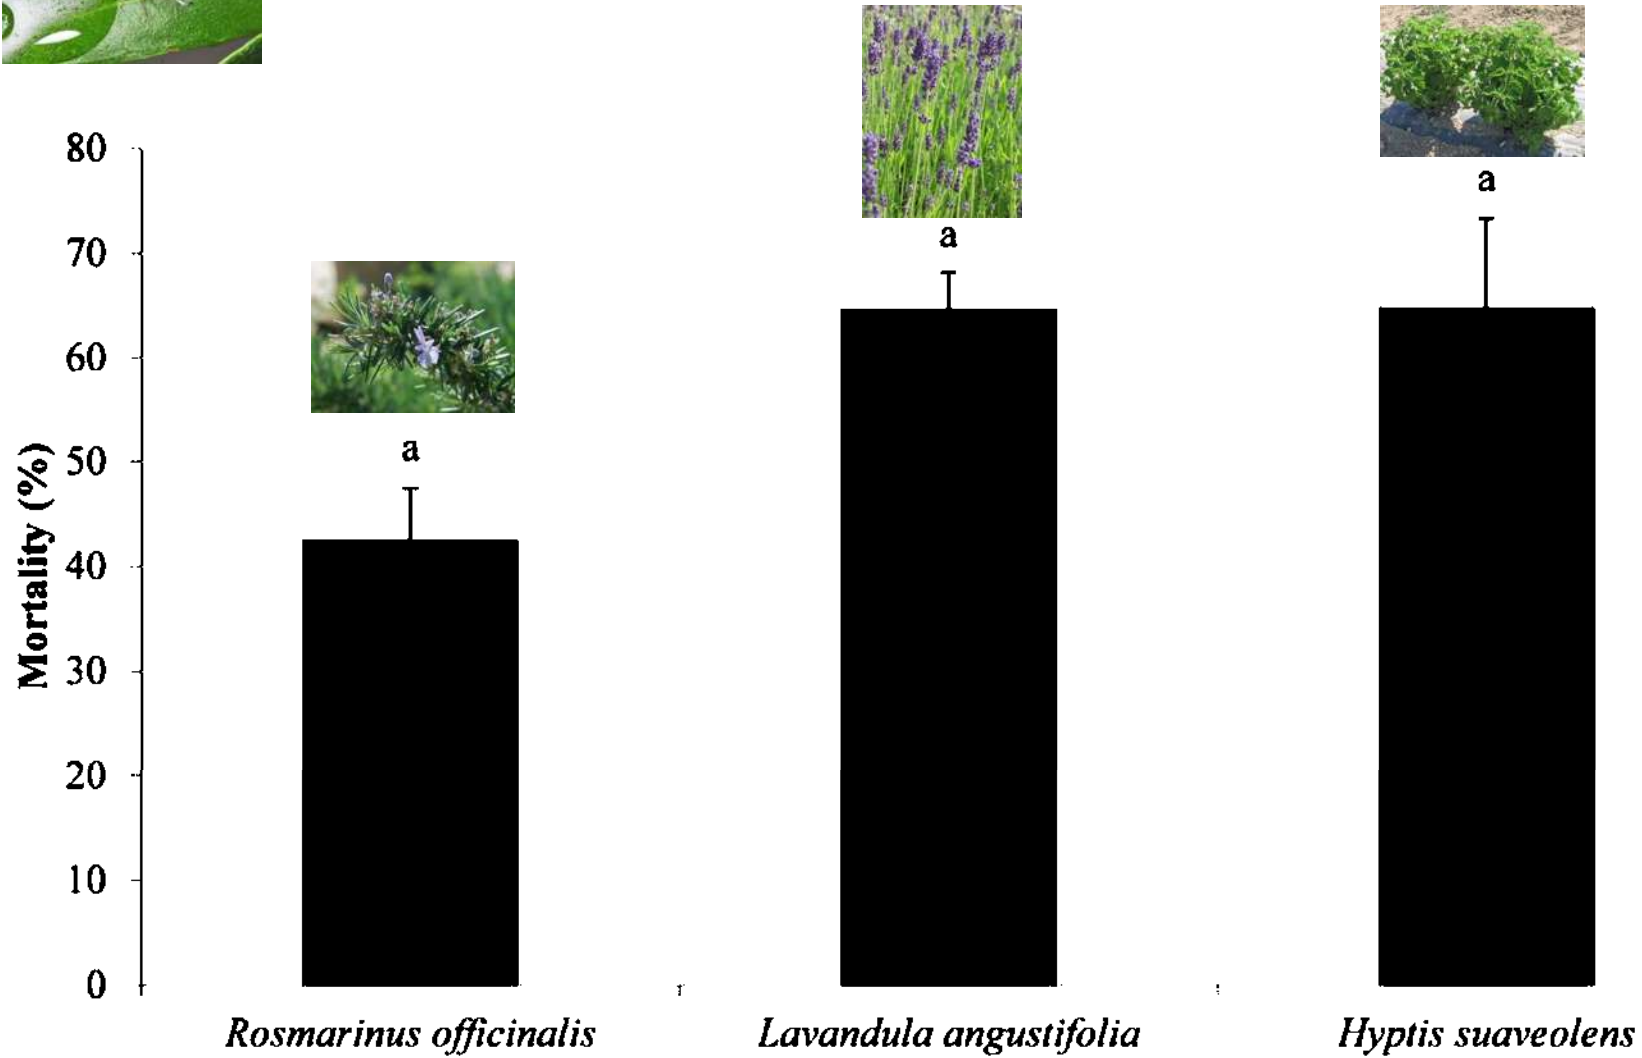 80
70
60
50
40
30
20
10
0
Mortality (%)
a
a
a
Rosmarinus officinalis
Lavandula angustifolia
Hyptis suaveolens